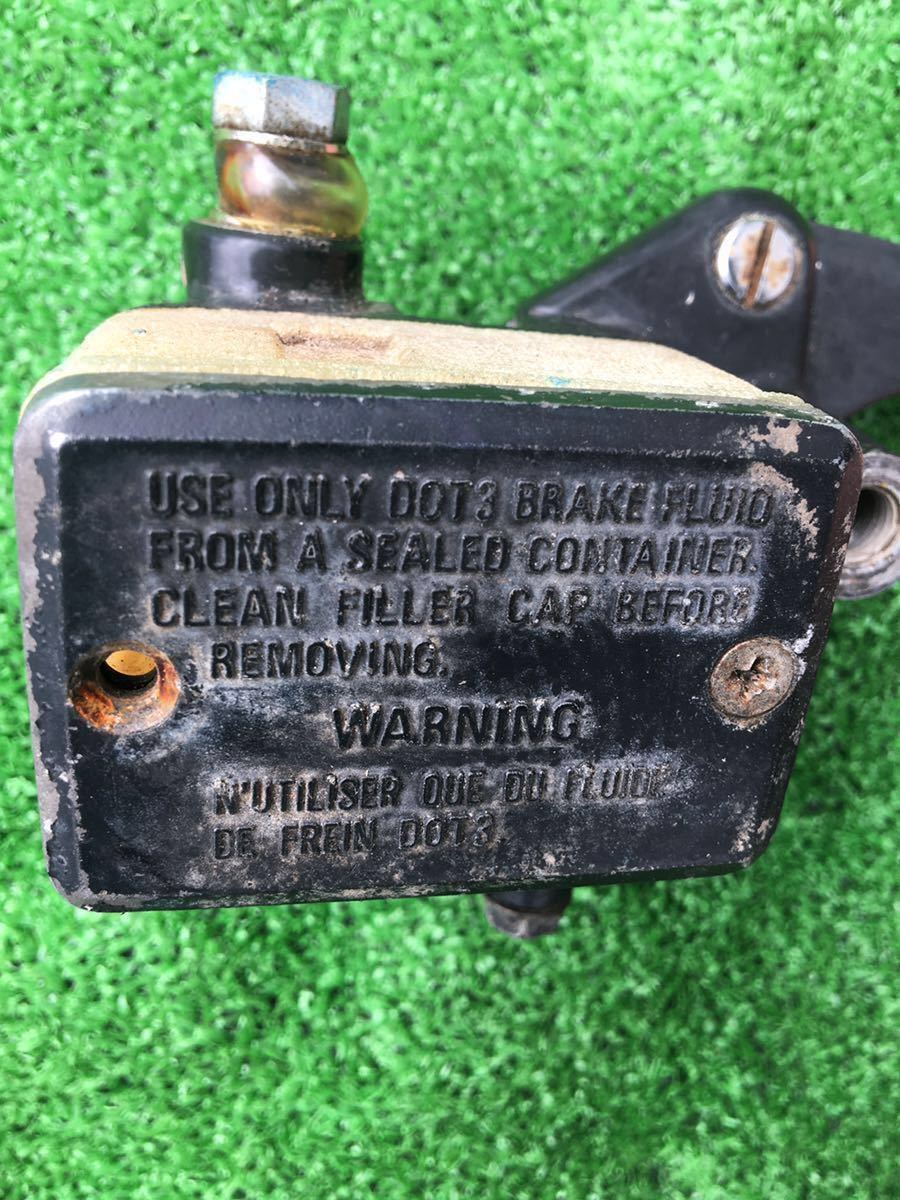 USE ONLY DOT3 BRAKE FLUID
FROM A SEALED CONTAINER.
CLEAN FILLER CAP BEFORE
REMOVING.
WARNING
N'UTILISER QUE DU FLUIDE
DE FREIN DOT3.